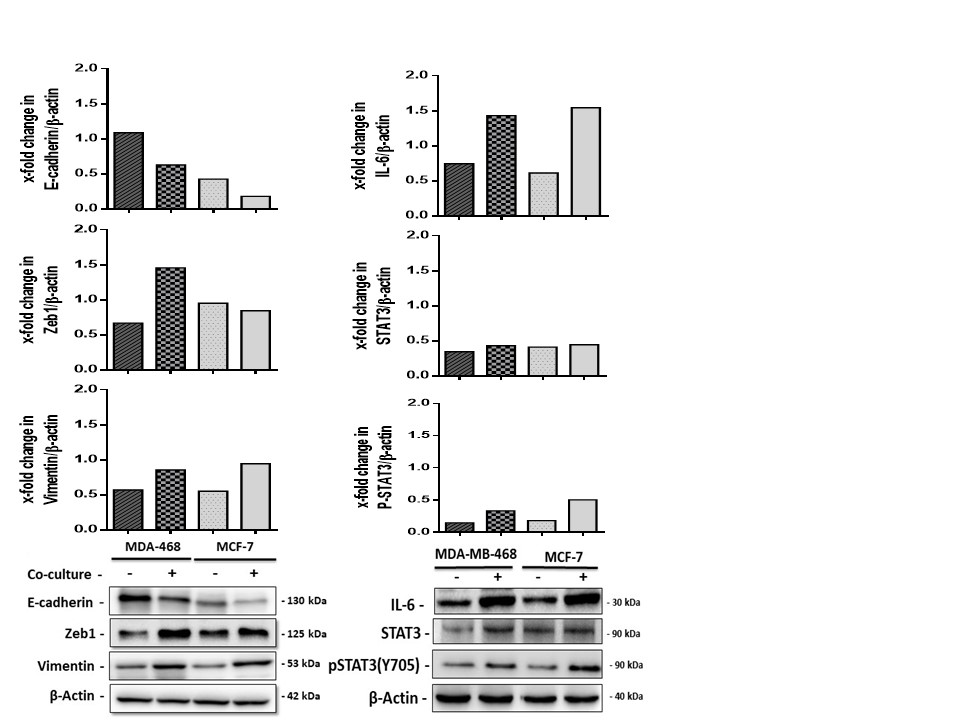 2.0
1.5
1.0
0.5
0.0
x-fold change in
E-cadherin/β-actin
2.0
1.5
1.0
0.5
0.0
x-fold change in
Zeb1/β-actin
2.0
1.5
1.0
0.5
0.0
x-fold change in
Vimentin/β-actin
MDA-468 MCF-7
Co-culture - - + - +
E-cadherin - - 130 kDa
Zeb1 - - 125 kDa
Vimentin - - 53 kDa
β-Actin - - 42 kDa
2.0
1.5
1.0
0.5
0.0
x-fold change in
IL-6/β-actin
2.0
1.5
1.0
0.5
0.0
x-fold change in
STAT3/β-actin
2.0
1.5
1.0
0.5
0.0
x-fold change in
P-STAT3/β-actin
MDA-MB-468 MCF-7
- + - +
IL-6 - - 30 kDa
STAT3 - - 90 kDa
pSTAT3(Y705) - - 90 kDa
β-Actin - - 40 kDa